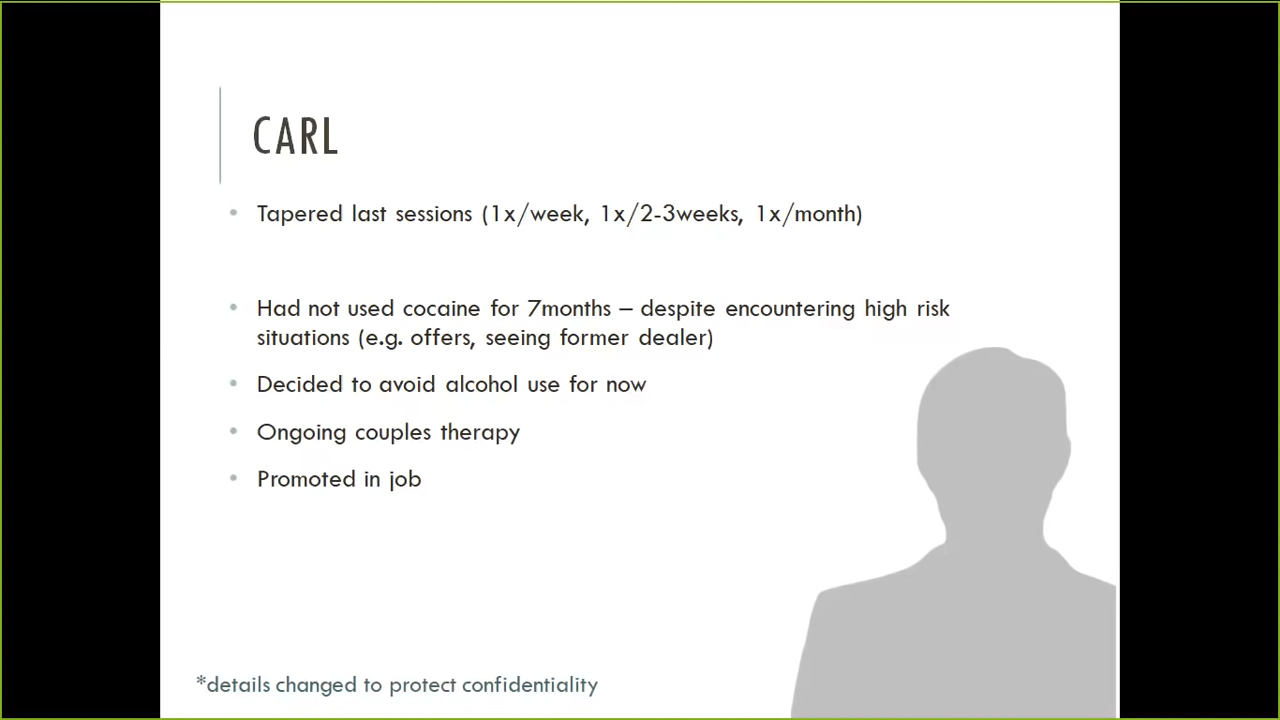 CARL
• Tapered last sessions (1x/week, 1x/2-3weeks, 1x/month)
• Had not used cocaine for 7months – despite encountering high risk
situations (e.g. offers, seeing former dealer)
• Decided to avoid alcohol use for now
• Ongoing couples therapy
• Promoted in job
*details changed to protect confidentiality